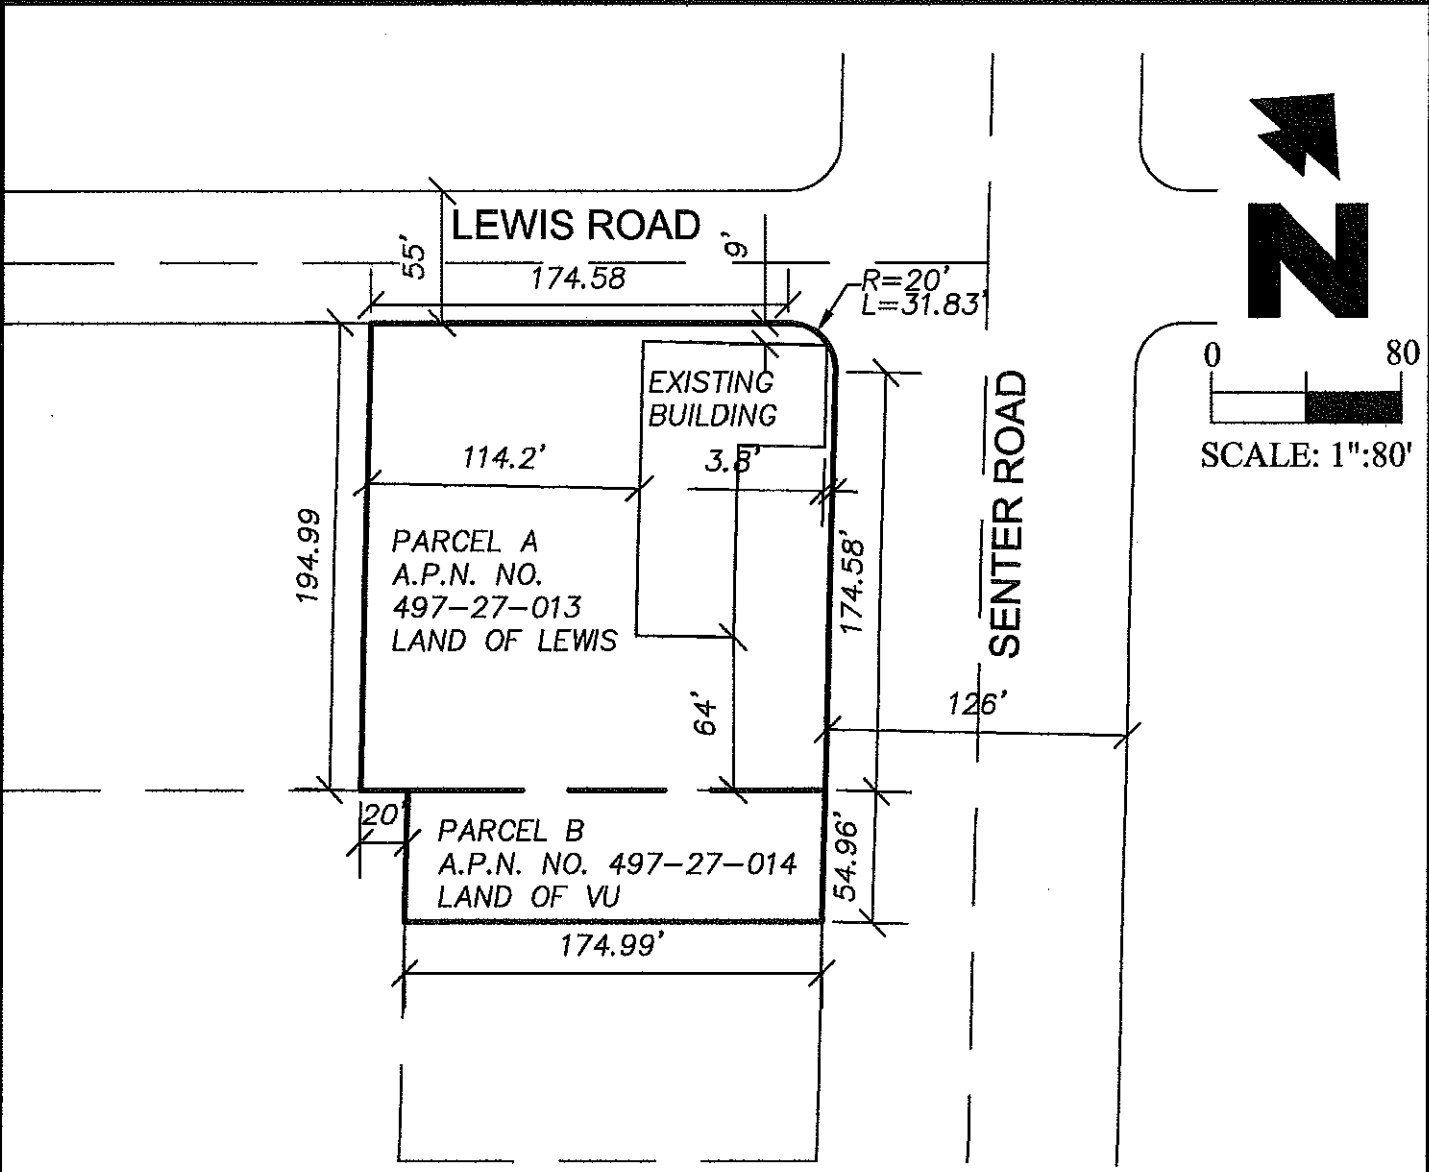 LEWIS ROAD
55'
9'
174.58
R=20'
L=31.83'
N
0 80
SCALE: 1":80'
EXISTING
BUILDING
114.2'
3.8'
194.99
PARCEL A
A.P.N. NO.
497-27-013
LAND OF LEWIS
174.58'
SENTER ROAD
64'
126'
20'
PARCEL B
A.P.N. NO. 497-27-014
LAND OF VU
54.96'
174.99'